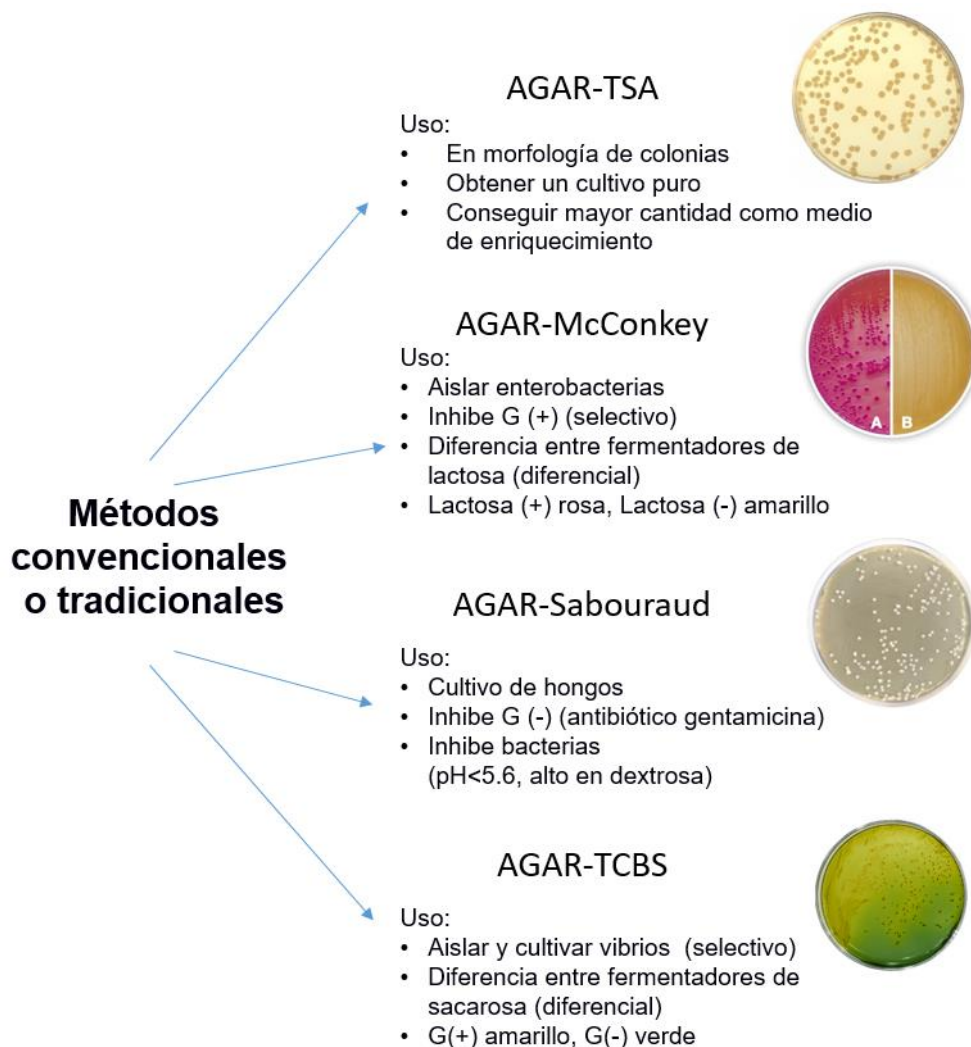 AGAR-TSA
Uso:
• En morfología de colonias
• Obtener un cultivo puro
• Conseguir mayor cantidad como medio
de enriquecimiento
AGAR-McConkey
Uso:
• Aislar enterobacterias
• Inhibe G (+) (selectivo)
• Diferencia entre fermentadores de
lactosa (diferencial)
• Lactosa (+) rosa, Lactosa (-) amarillo
A B
Métodos
convencionales
o tradicionales
AGAR-Sabouraud
Uso:
• Cultivo de hongos
• Inhibe G (-) (antibiótico gentamicina)
• Inhibe bacterias
(pH<5.6, alto en dextrosa)
AGAR-TCBS
Uso:
• Aislar y cultivar vibrios (selectivo)
• Diferencia entre fermentadores de
sacarosa (diferencial)
• G(+) amarillo, G(-) verde